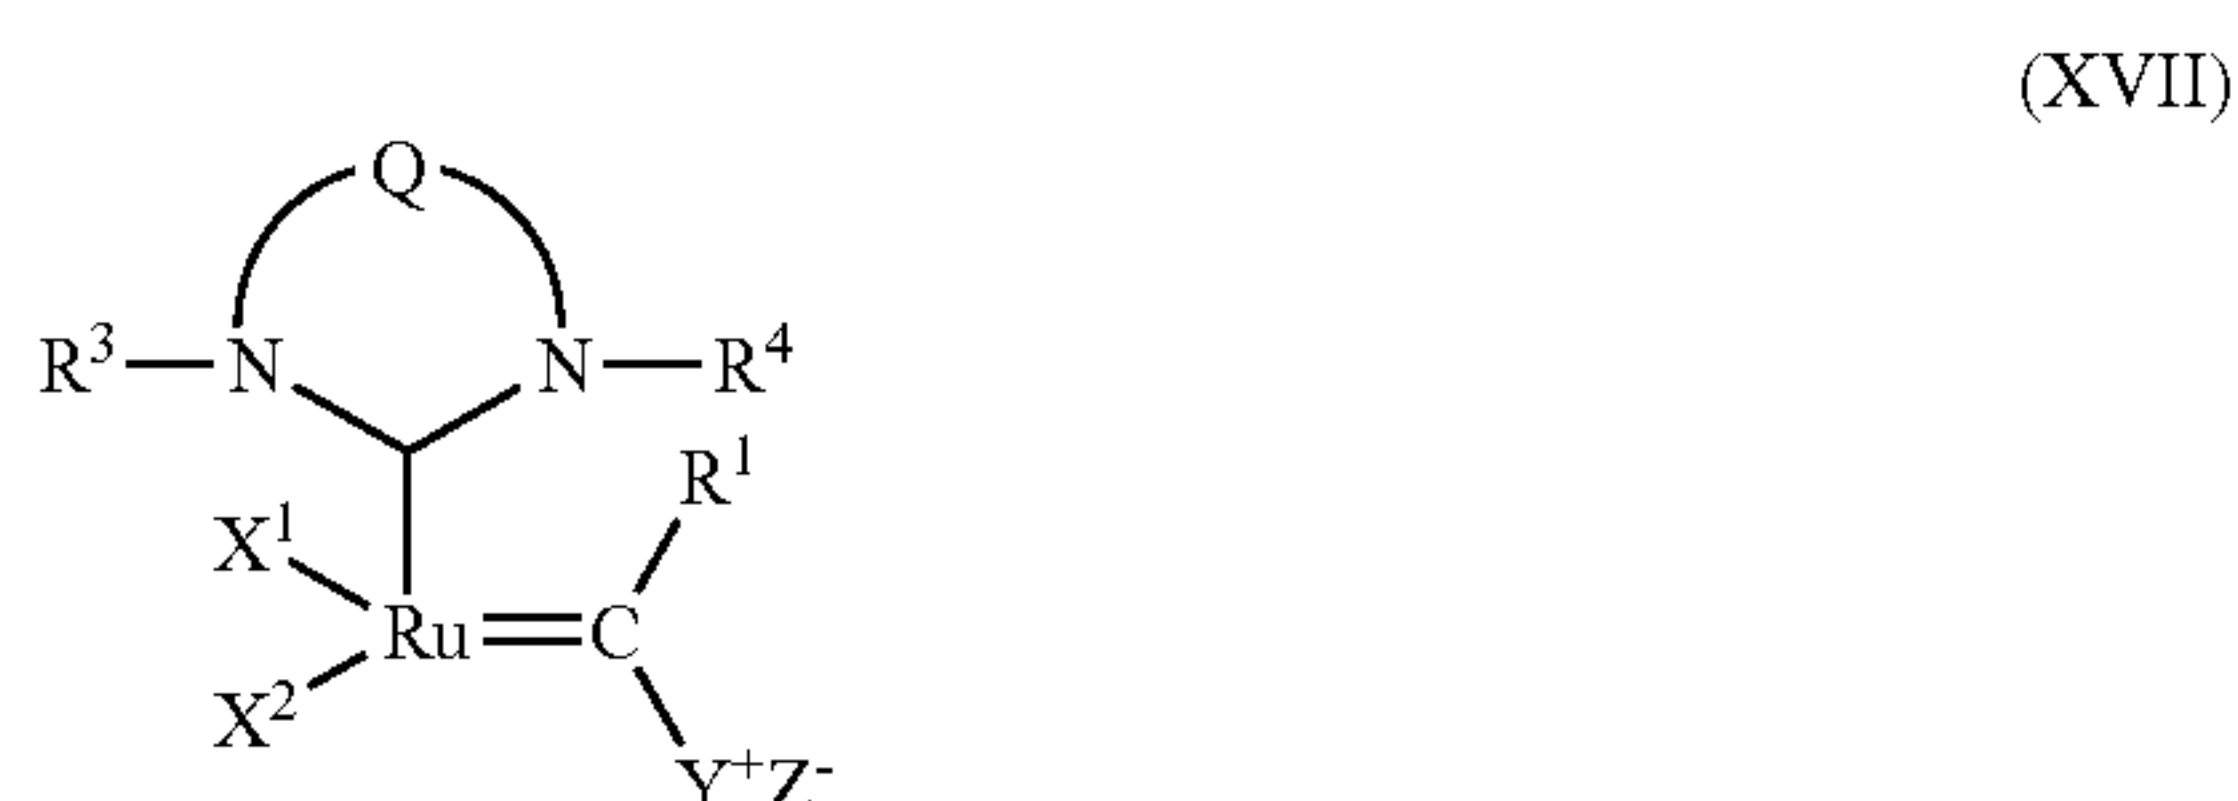 (XVII)
Q
R³ N N R⁴
R¹
X¹
Ru C
X²
Y⁺Z⁻